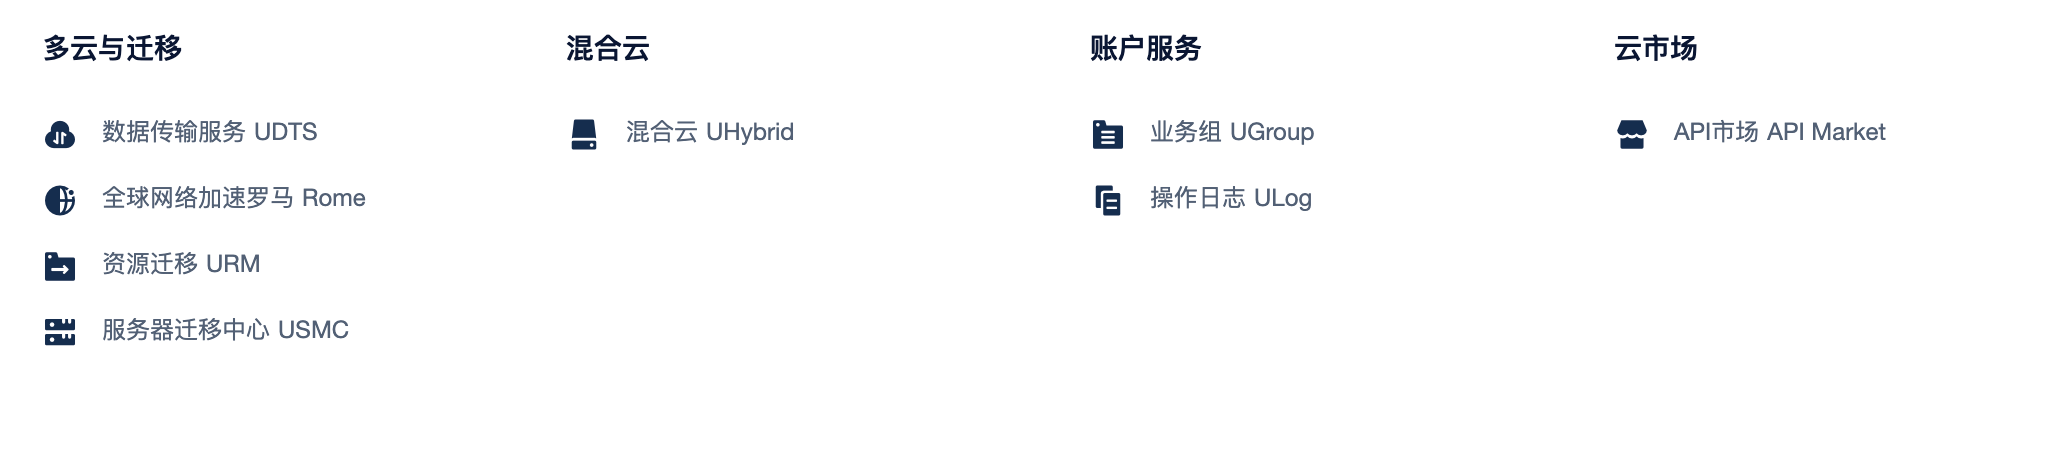 多云与迁移
数据传输服务 UDTS
全球网络加速罗马 Rome
资源迁移 URM
服务器迁移中心 USMC
混合云
混合云 UHybrid
账户服务
业务组 UGroup
操作日志 ULog
云市场
API市场 API Market